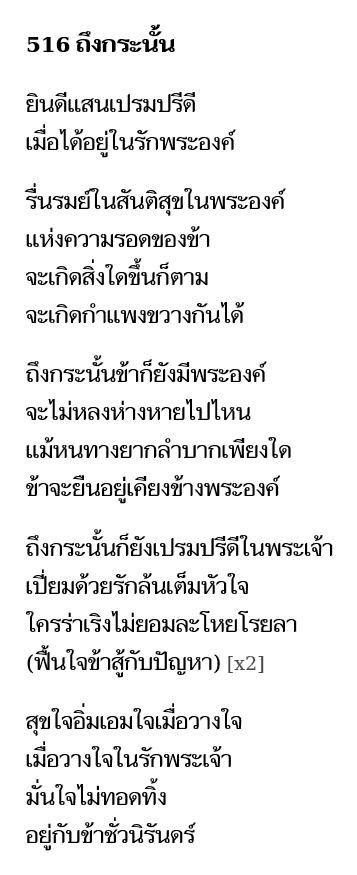 516 ถึงกระนั้น
ยินดีแสนเปรมปรีดี
เมื่อได้อยู่ในรักพระองค์
รื่นรมย์ในสันติสุขในพระองค์
แห่งความรอดของข้า
จะเกิดสิ่งใดขึ้นก็ตาม
จะเกิดกำแพงขวางกันได้
ถึงกระนั้นข้าก็ยังมีพระองค์
จะไม่หลงห่างหายไปไหน
แม้หนทางยากลำบากเพียงใด
ข้าจะยืนอยู่เคียงข้างพระองค์
ถึงกระนั้นก็ยังเปรมปรีดีในพระเจ้า
เปี่ยมด้วยรักล้นเต็มหัวใจ
ใครร่าเริงไม่ยอมละโหยโรยลา
(ฟื้นใจข้าสู้กับปัญหา) [x2]
สุขใจอิ่มเอมใจเมื่อวางใจ
เมื่อวางใจในรักพระเจ้า
มั่นใจไม่ทอดทิ้ง
อยู่กับข้าชั่วนิรันดร์